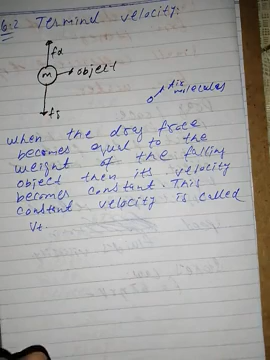 6.2 Terminal velocity:
fd
m
object
air
molecules
fg
when the drag force
becomes equal to the
weight of the falling
object then its velocity
becomes constant. This
constant velocity is called
Vt.